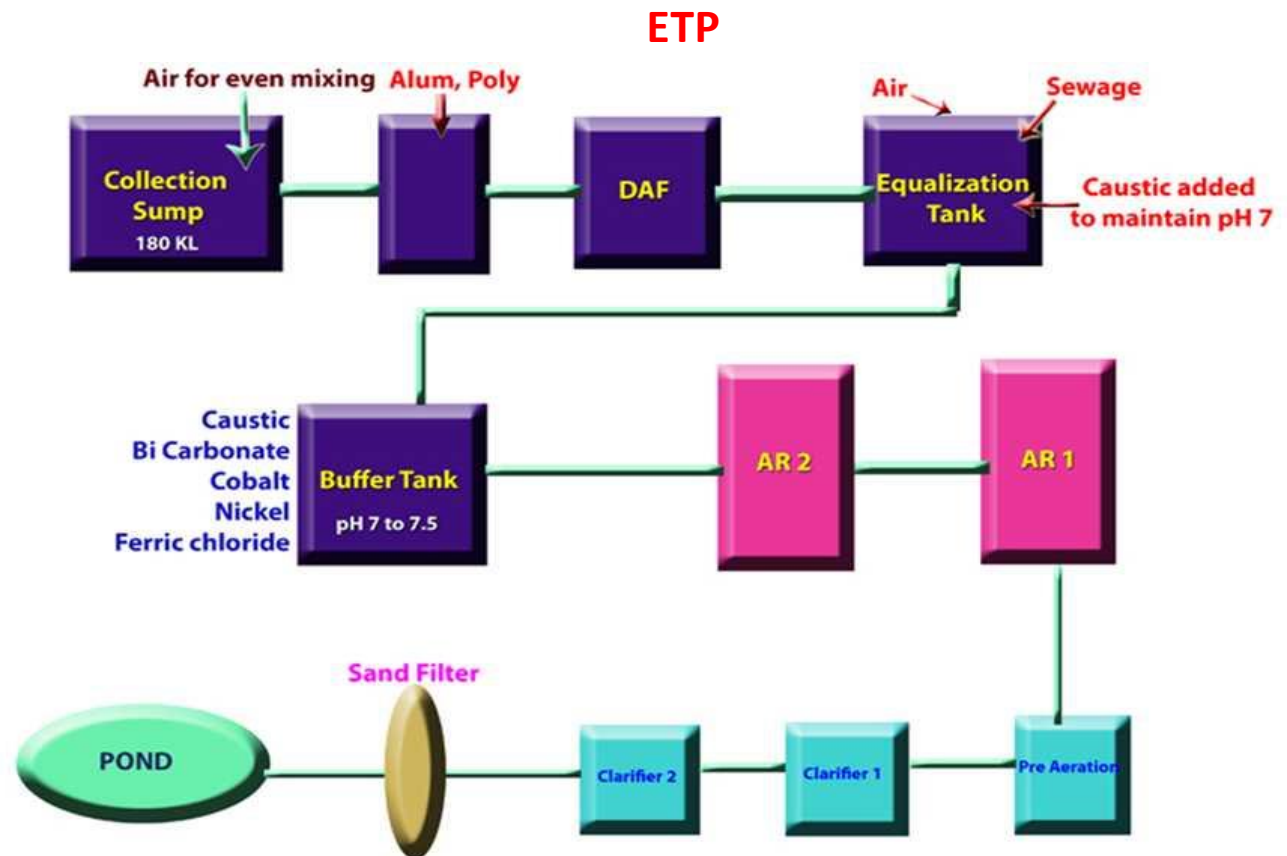 ETP
Air for even mixing
Alum, Poly
Air
Sewage
Collection
Sump
180 KL
DAF
Equalization
Tank
Caustic added
to maintain pH 7
Caustic
Bi Carbonate
Cobalt
Nickel
Ferric chloride
Buffer Tank
pH 7 to 7.5
AR 2
AR 1
Sand Filter
POND
Clarifier 2
Clarifier 1
Pre Aeration